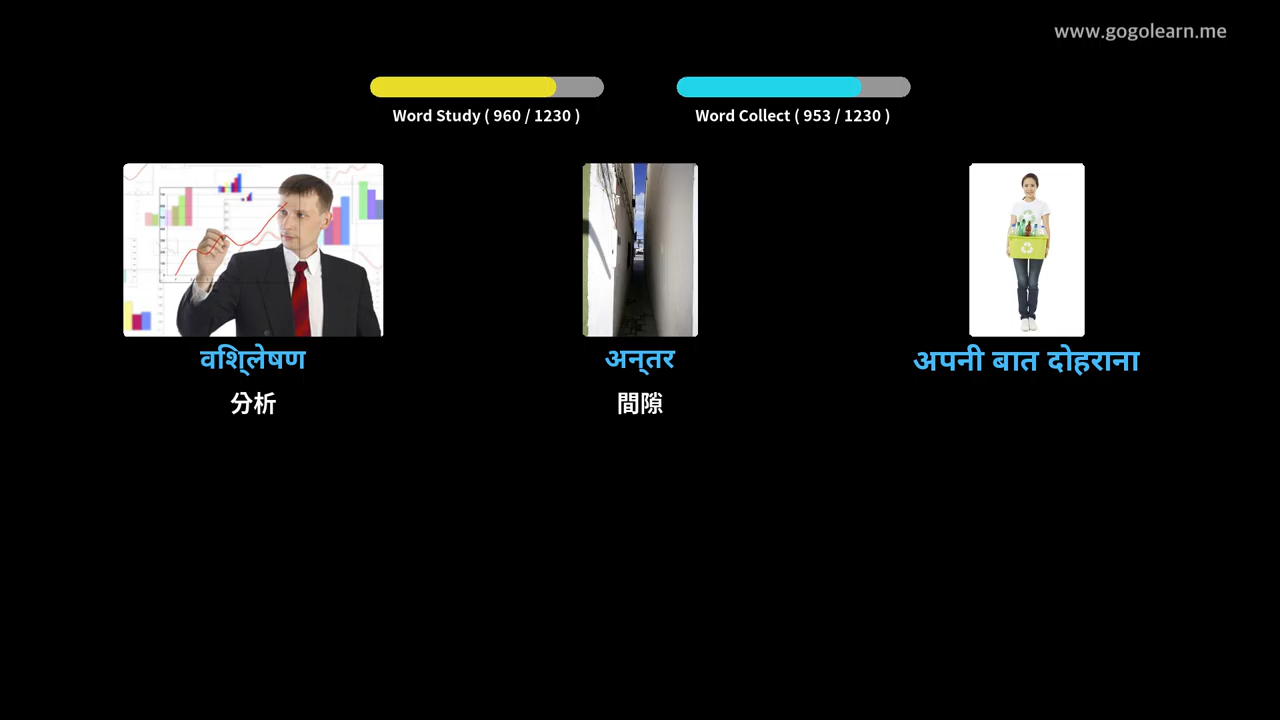 www.gogolearn.me
Word Study ( 960 / 1230 )
Word Collect ( 953 / 1230 )
वशि्लेषण
अन्तर
अपनी बात दोहराना
分析
間隙